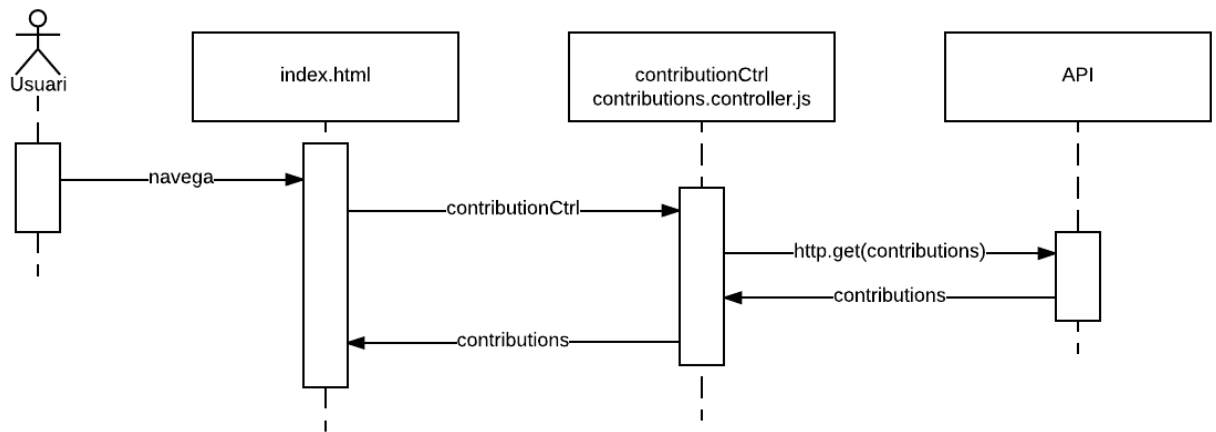 Usuari
index.html
contributionCtrl
contributions.controller.js
API
navega
contributionCtrl
http.get(contributions)
contributions
contributions